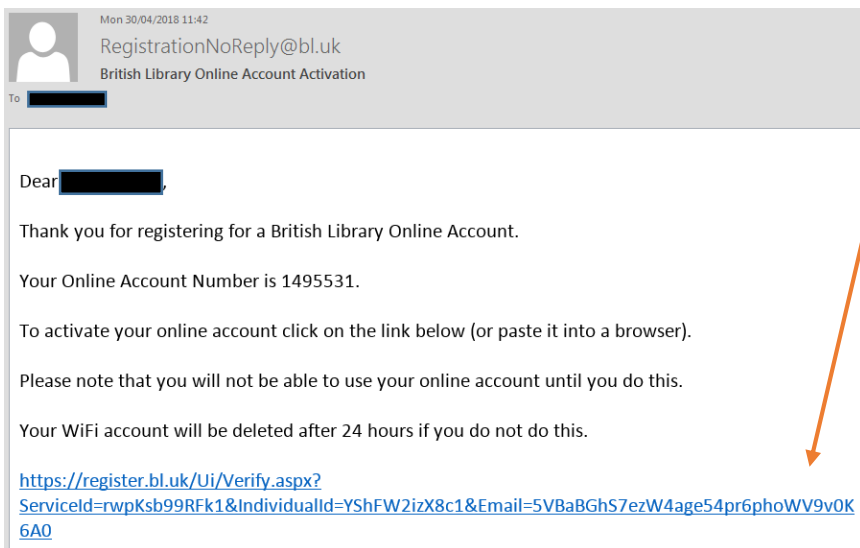 Mon 30/04/2018 11:42
RegistrationNoReply@bl.uk
British Library Online Account Activation
To
Dear ,
Thank you for registering for a British Library Online Account.
Your Online Account Number is 1495531.
To activate your online account click on the link below (or paste it into a browser).
Please note that you will not be able to use your online account until you do this.
Your WiFi account will be deleted after 24 hours if you do not do this.
https://register.bl.uk/Ui/Verify.aspx?
ServiceId=rwpKsb99RFk1&IndividualId=YShFW2izX8c1&Email=5VBaBGhS7ezW4age54pr6phoWV9v0K
6A0